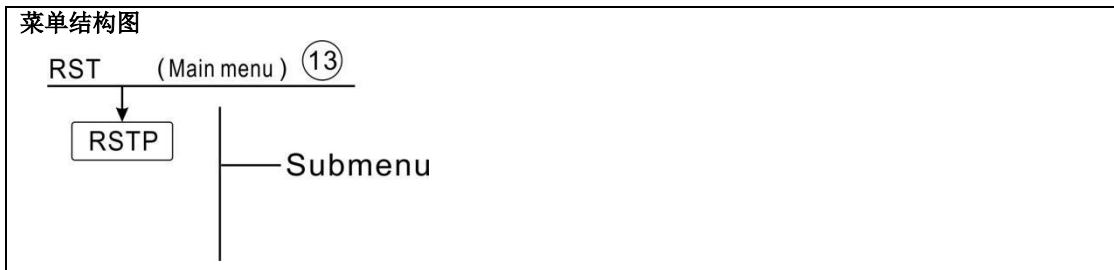 菜单结构图
RST (Main menu) 13
RSTP
Submenu